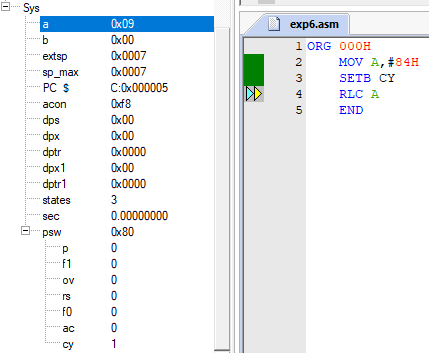 Sys
a 0x09
b 0x00
extsp 0x0007
sp_max 0x0007
PC $ C:0x000005
acon 0xf8
dps 0x00
dpx 0x00
dptr 0x0000
dpx1 0x00
dptr1 0x0000
states 3
sec 0.00000000
psw 0x80
p 0
f1 0
ov 0
rs 0
f0 0
ac 0
cy 1
exp6.asm
1 ORG 000H
2 MOV A,#84H
3 SETB CY
4 RLC A
5 END